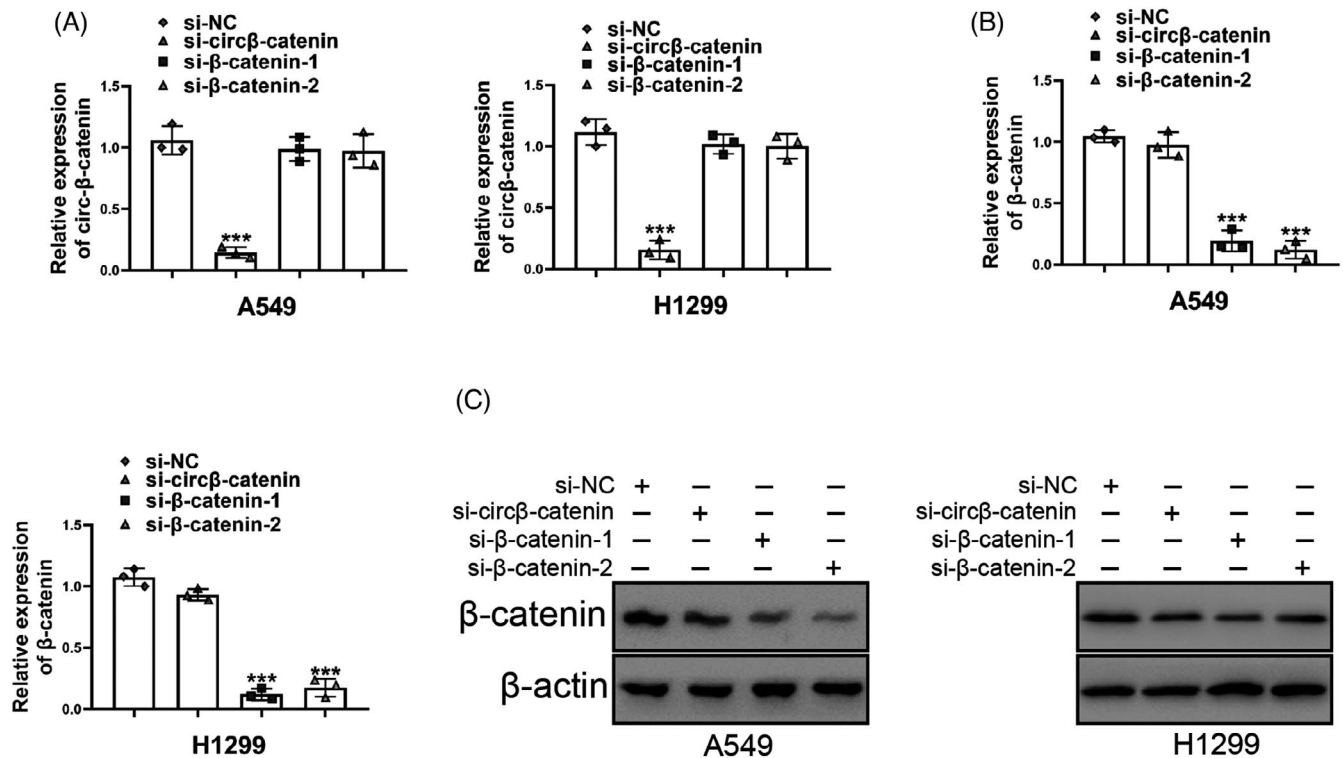 (A)
si-NC
si-circβ-catenin
si-β-catenin-1
si-β-catenin-2
Relative expression
of circ-β-catenin
1.5
1.0
0.5
0.0
***
A549
si-NC
si-circβ-catenin
si-β-catenin-1
si-β-catenin-2
Relative expression
of circβ-catenin
1.5
1.0
0.5
0.0
***
H1299
(B)
si-NC
si-circβ-catenin
si-β-catenin-1
si-β-catenin-2
Relative expression
of β-catenin
1.5
1.0
0.5
0.0
***
***
A549
si-NC
si-circβ-catenin
si-β-catenin-1
si-β-catenin-2
Relative expression
of β-catenin
1.5
1.0
0.5
0.0
***
***
H1299
(C)
si-NC + – – –
si-circβ-catenin – + – –
si-β-catenin-1 – – + –
si-β-catenin-2 – – – +
β-catenin
β-actin
A549
si-NC + – – –
si-circβ-catenin – + – –
si-β-catenin-1 – – + –
si-β-catenin-2 – – – +
H1299